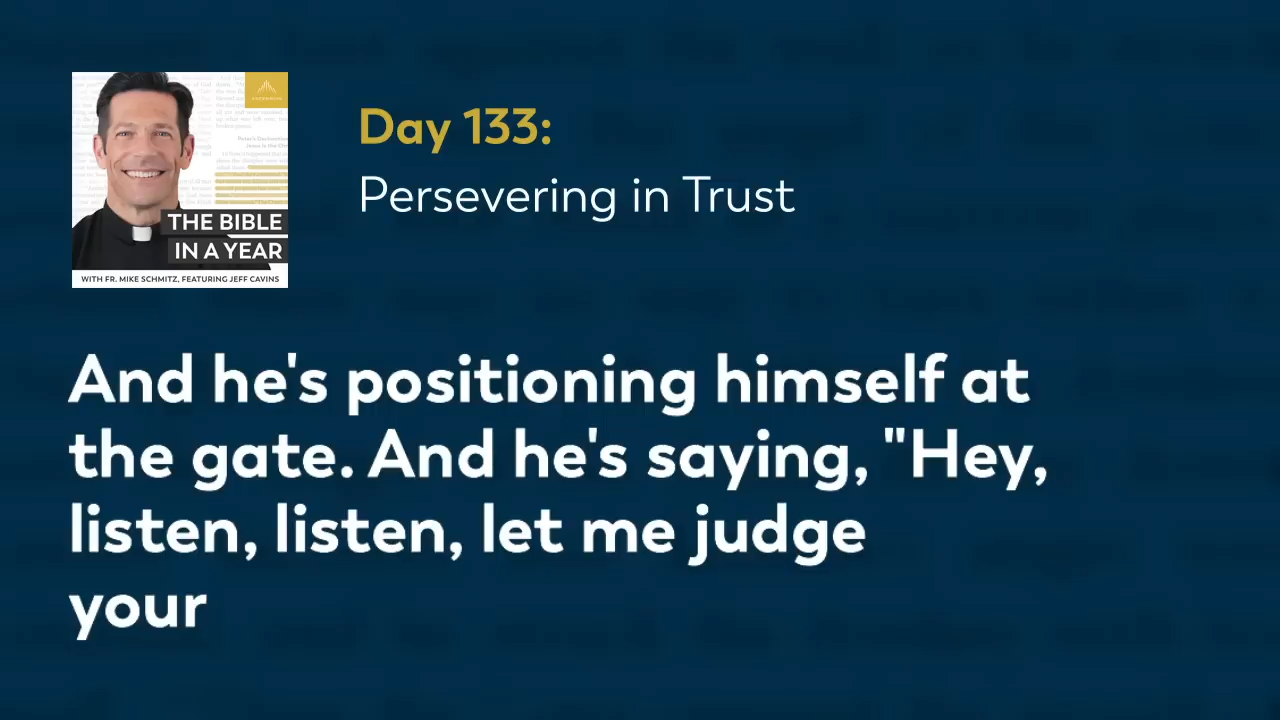 Day 133:
Persevering in Trust
THE BIBLE
IN A YEAR
WITH FR. MIKE SCHMITZ, FEATURING JEFF CAVINS
And he's positioning himself at
the gate. And he's saying, "Hey,
listen, listen, let me judge
your